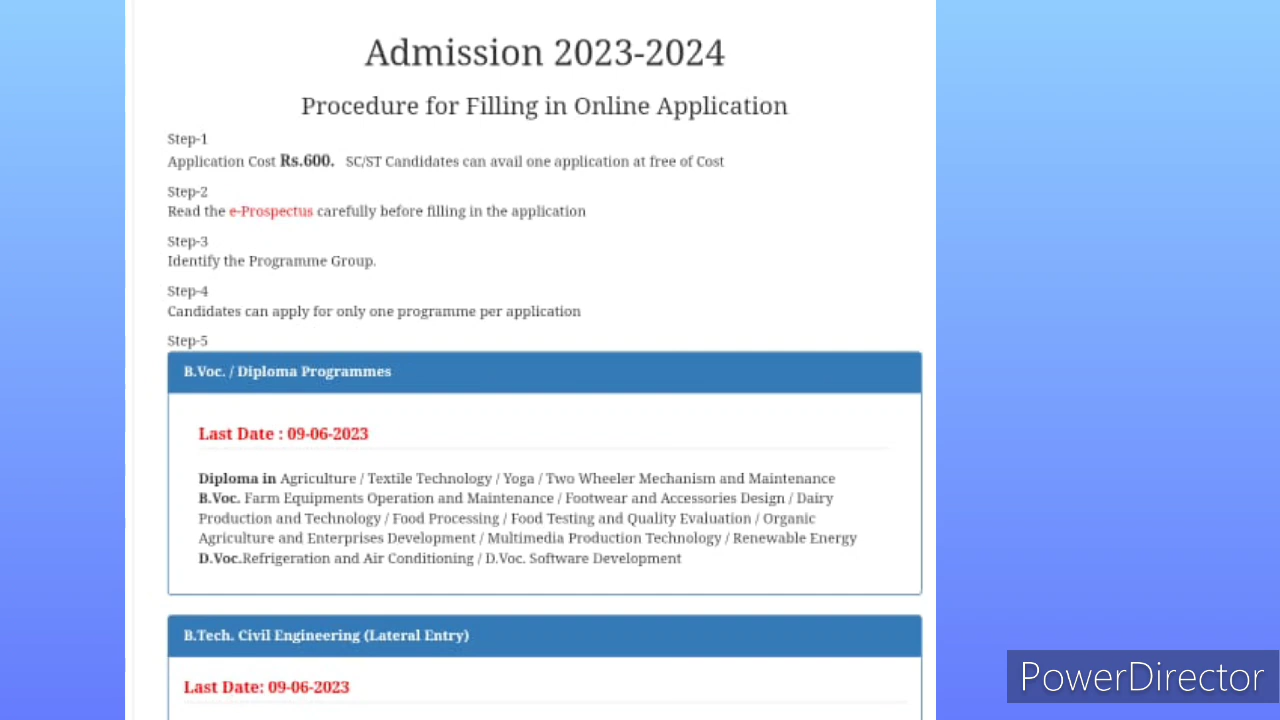 Admission 2023-2024
Procedure for Filling in Online Application
Step-1
Application Cost Rs.600. SC/ST Candidates can avail one application at free of Cost
Step-2
Read the e-Prospectus carefully before filling in the application
Step-3
Identify the Programme Group.
Step-4
Candidates can apply for only one programme per application
Step-5
B.Voc. / Diploma Programmes
Last Date : 09-06-2023
Diploma in Agriculture / Textile Technology / Yoga / Two Wheeler Mechanism and Maintenance
B.Voc. Farm Equipments Operation and Maintenance / Footwear and Accessories Design / Dairy
Production and Technology / Food Processing / Food Testing and Quality Evaluation / Organic
Agriculture and Enterprises Development / Multimedia Production Technology / Renewable Energy
D.Voc.Refrigeration and Air Conditioning / D.Voc. Software Development
B.Tech. Civil Engineering (Lateral Entry)
Last Date: 09-06-2023
PowerDirector